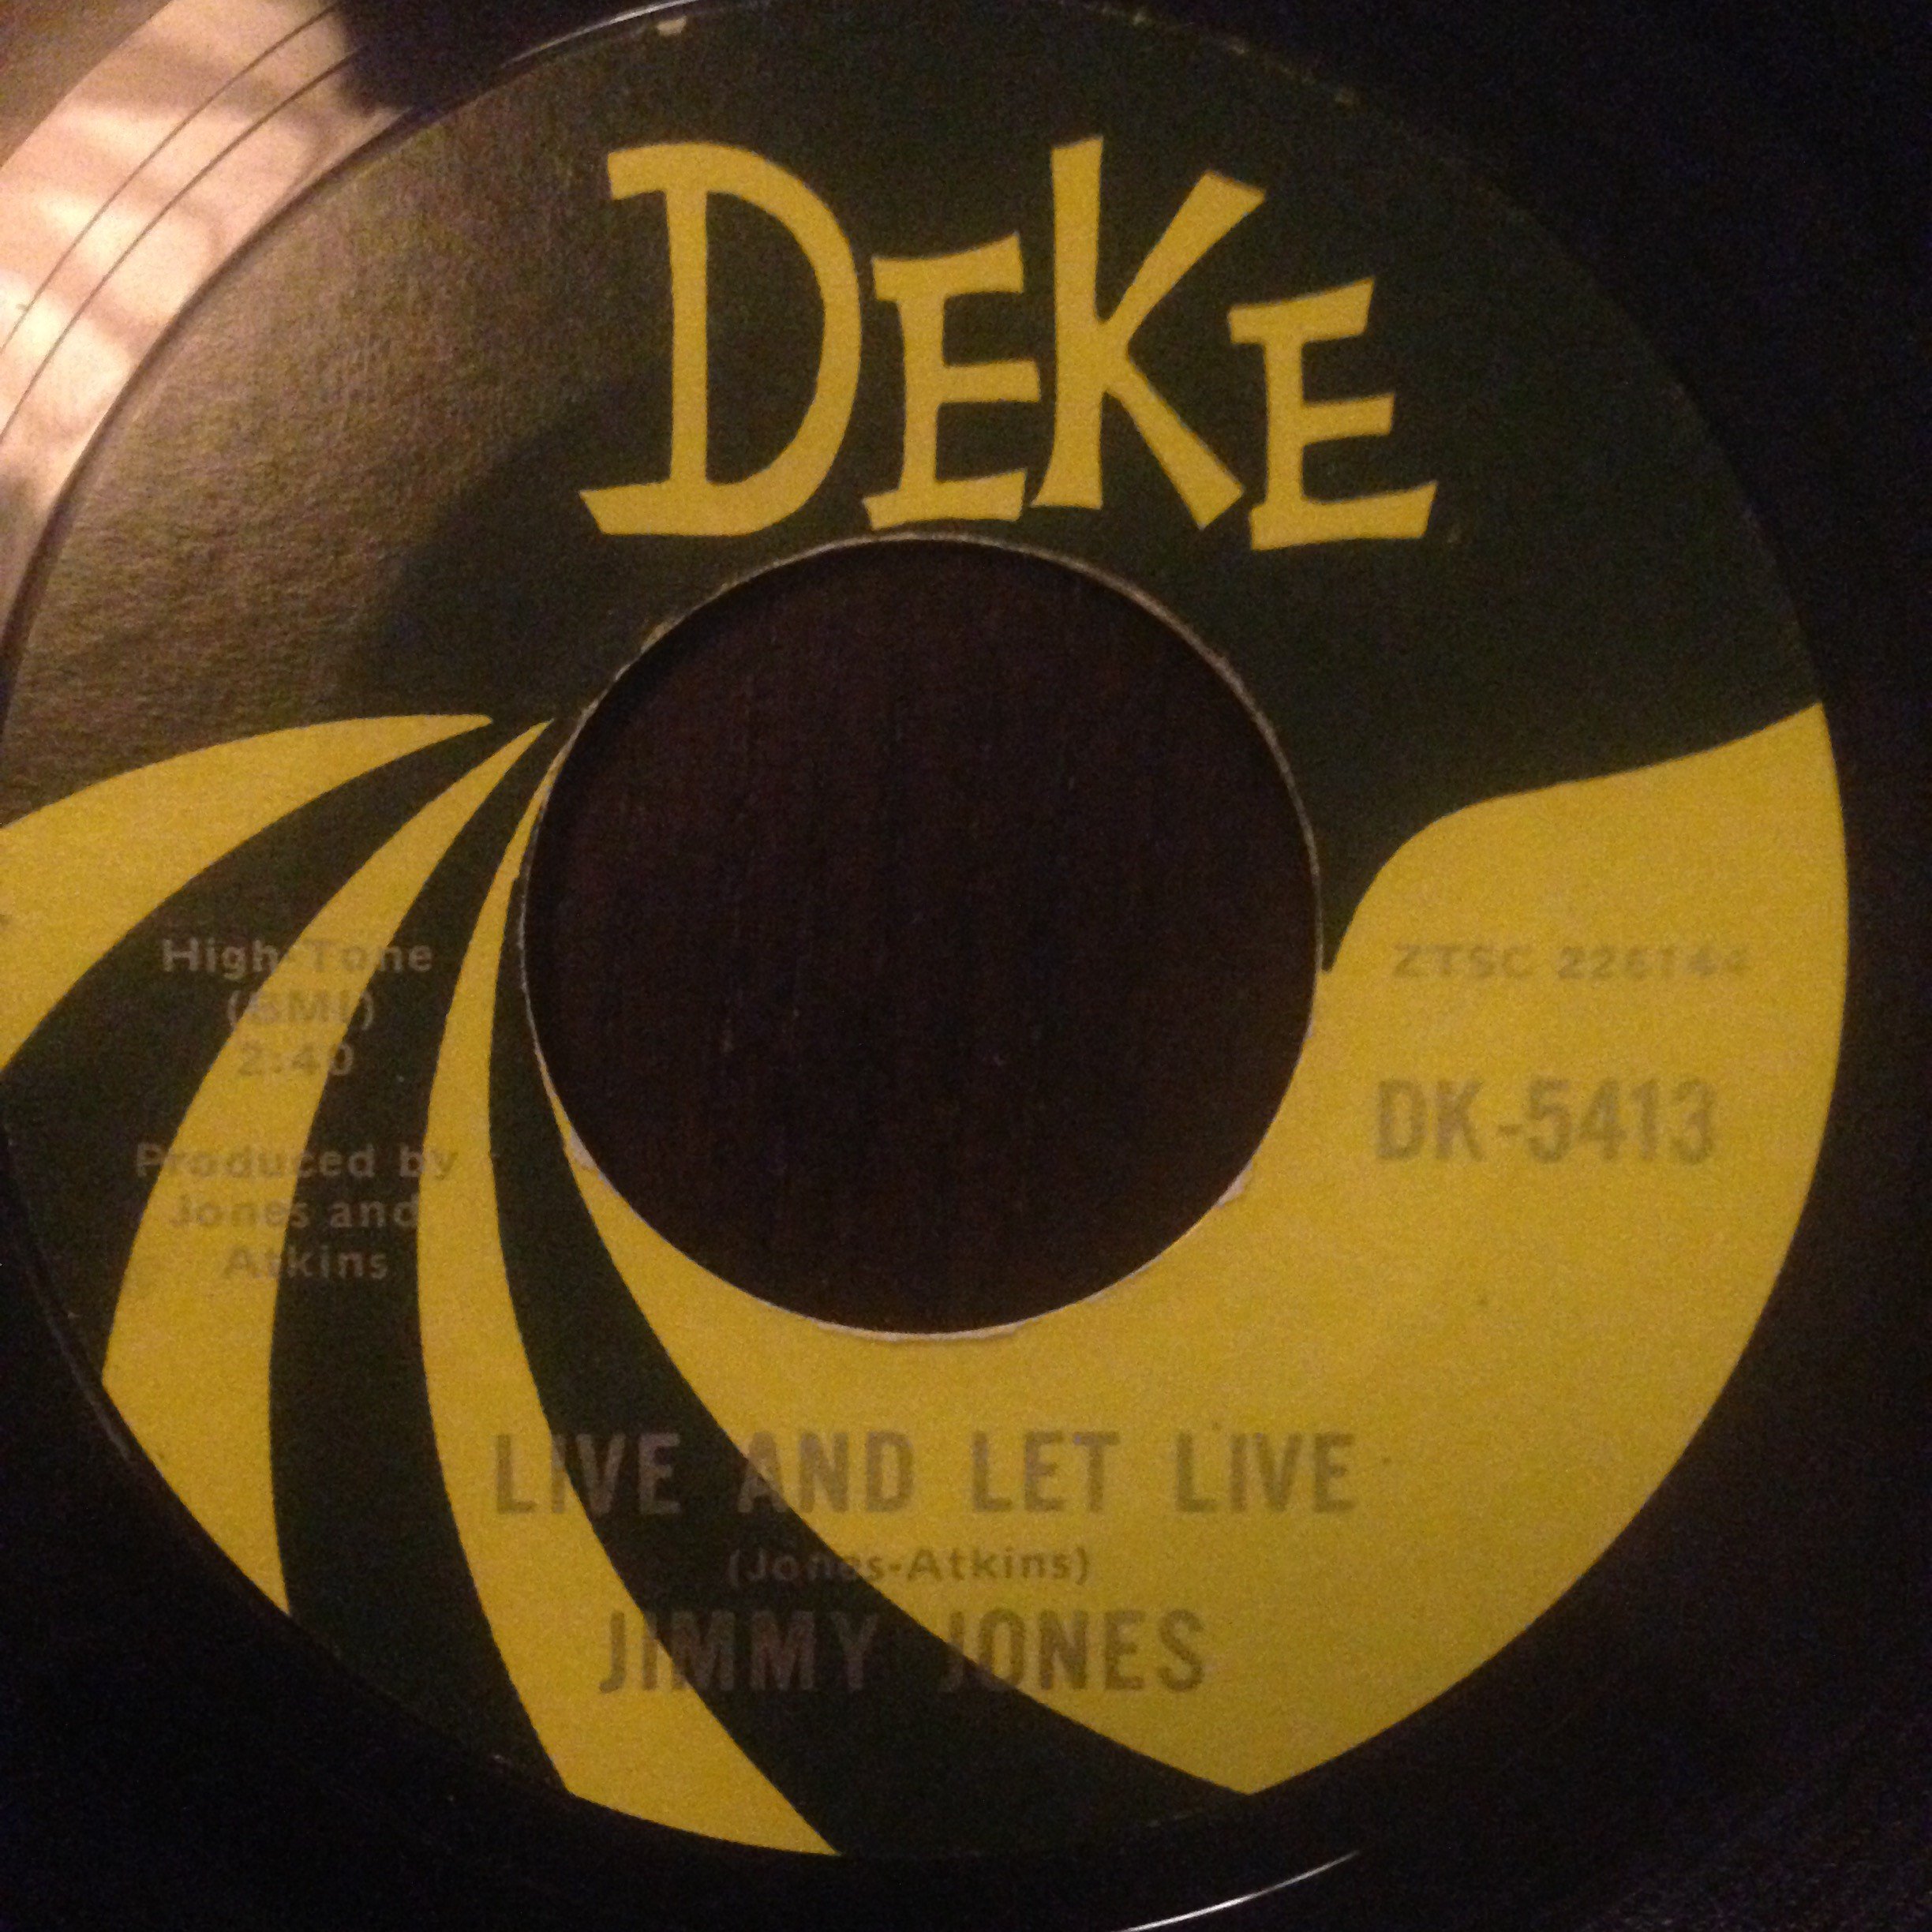 DEKE
High-Tone
(BMI)
2:40
Produced by
Jones and
Atkins
ZTSC
DK-5413
LIVE AND LET LIVE
(Jones-Atkins)
JIMMY JONES